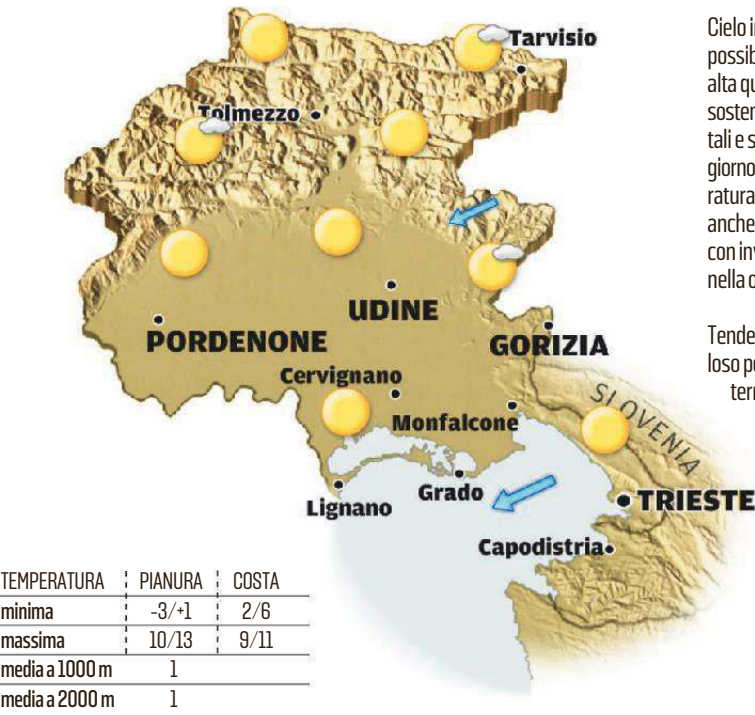 Tarvisio
Tolmezzo
UDINE
PORDENONE
GORIZIA
Cervignano
Monfalcone
SLOVENIA
Lignano
Grado
TRIESTE
Capodistria
TEMPERATURA PIANURA COSTA
minima -3/+1 2/6
massima 10/13 9/11
media a 1000 m 1
media a 2000 m 1
Cielo
possib
alta qu
soste
tali e s
giorno
ratura
anche
con inv
nella
Tende
loso
ter